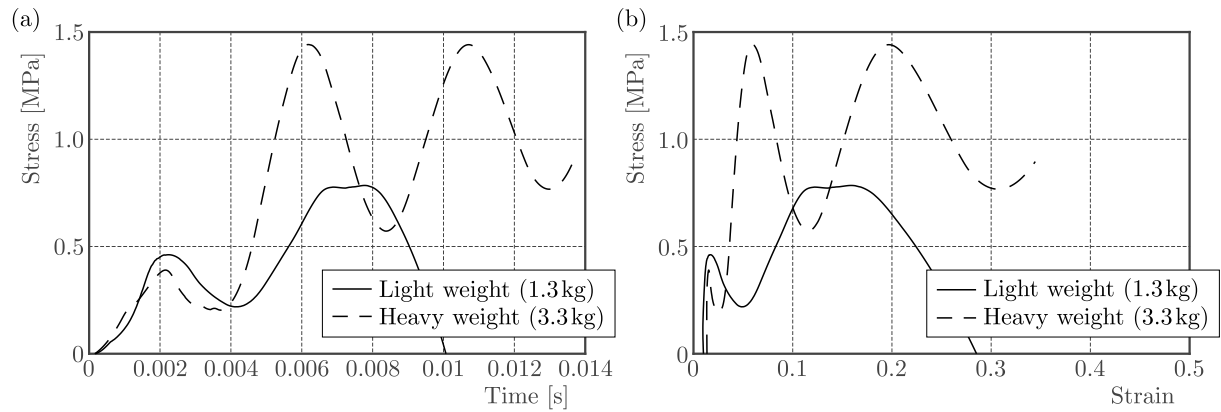 (a)
Stress [MPa]
1.5
1.0
0.5
0
0 0.002 0.004 0.006 0.008 0.01 0.012 0.014
Time [s]
Light weight (1.3 kg)
Heavy weight (3.3 kg)
(b)
Stress [MPa]
1.5
1.0
0.5
0
0 0.1 0.2 0.3 0.4 0.5
Strain
Light weight (1.3 kg)
Heavy weight (3.3 kg)